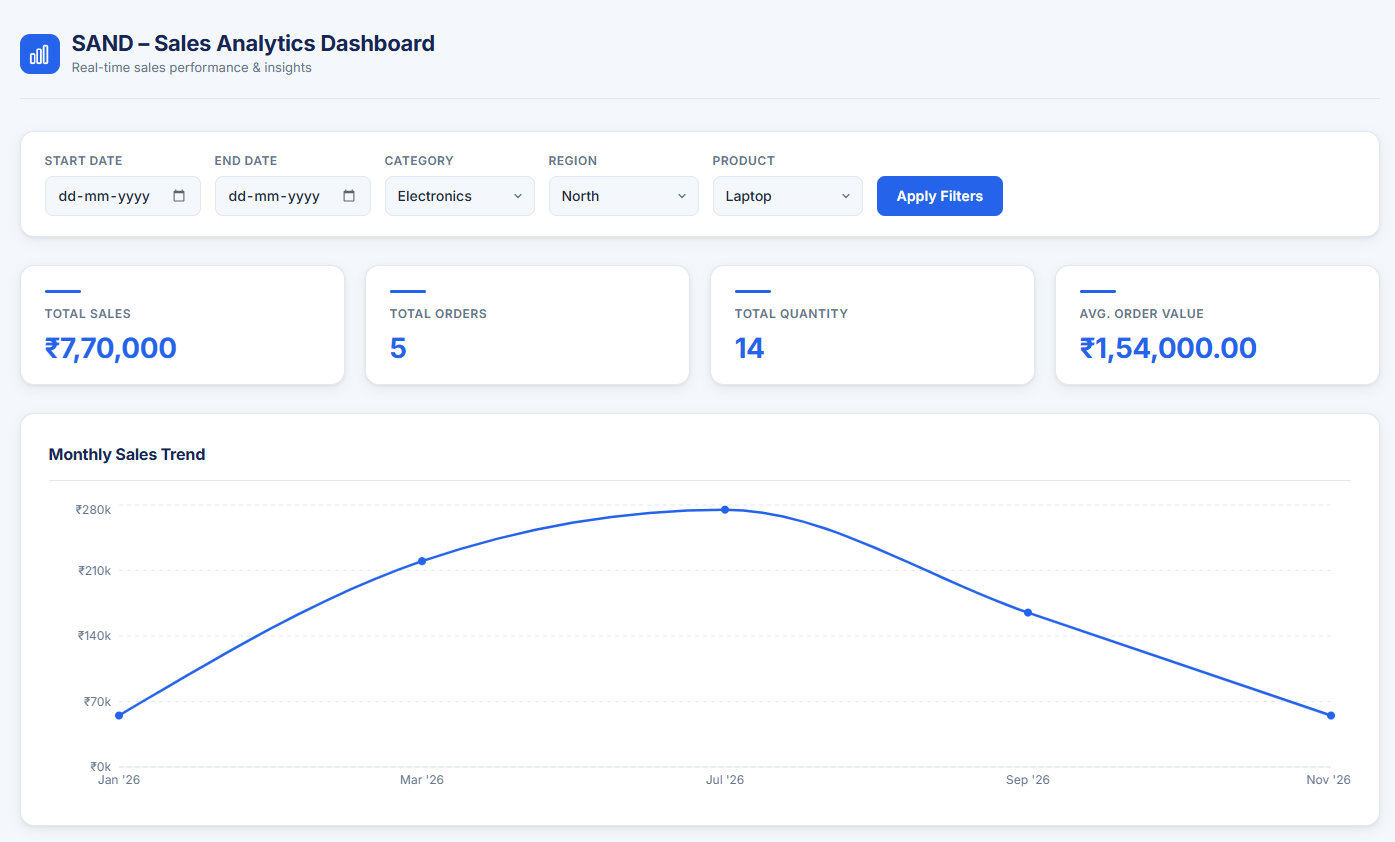 SAND – Sales Analytics Dashboard
Real-time sales performance & insights
START DATE
END DATE
CATEGORY
REGION
PRODUCT
dd-mm-yyyy
dd-mm-yyyy
Electronics
North
Laptop
Apply Filters
TOTAL SALES
₹7,70,000
TOTAL ORDERS
5
TOTAL QUANTITY
14
AVG. ORDER VALUE
₹1,54,000.00
Monthly Sales Trend
₹280k
₹210k
₹140k
₹70k
₹0k
Jan '26
Mar '26
Jul '26
Sep '26
Nov '26